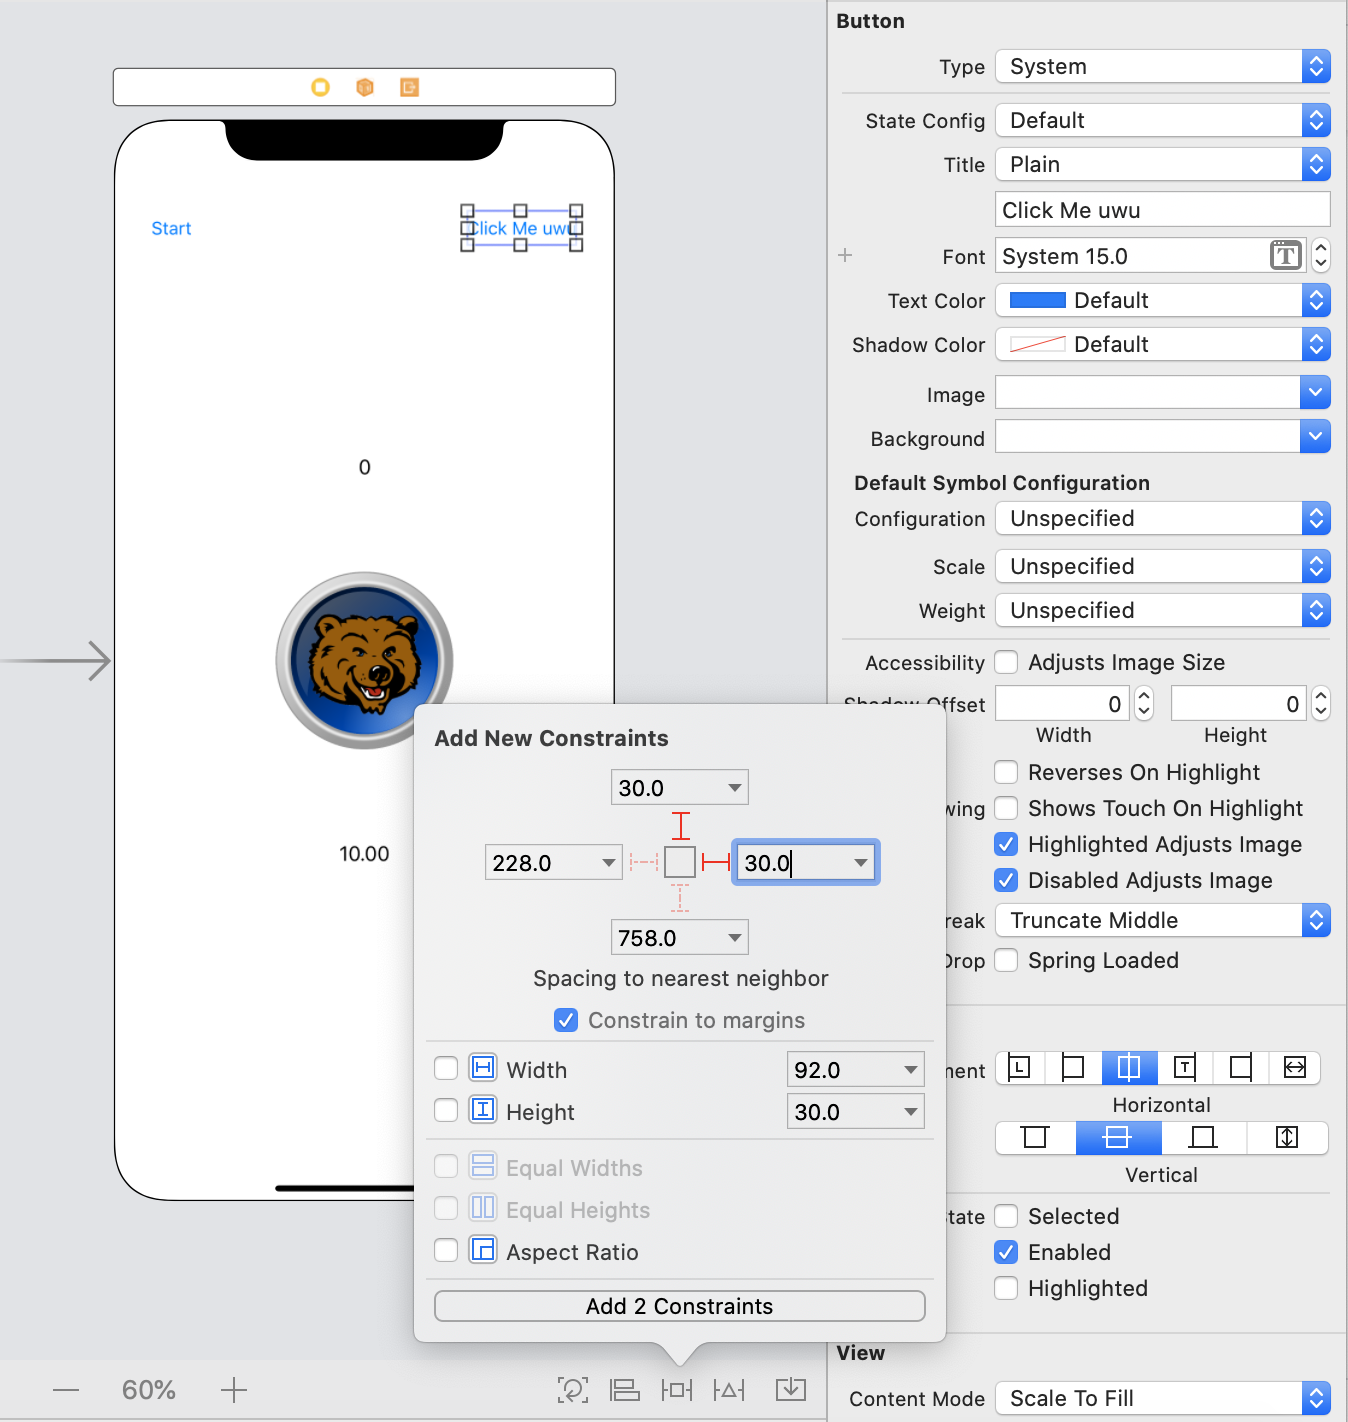 Button
Type System
State Config Default
Title Plain
Click Me uwu
Font System 15.0 T
Text Color Default
Shadow Color Default
Image
Background
Default Symbol Configuration
Configuration Unspecified
Scale Unspecified
Weight Unspecified
Accessibility Adjusts Image Size
Shadow Offset 0 0
Width Height
Reverses On Highlight
wing Shows Touch On Highlight
Highlighted Adjusts Image
Disabled Adjusts Image
reak Truncate Middle
Drop Spring Loaded
nent L T
Horizontal
Vertical
tate Selected
Enabled
Highlighted
View
Content Mode Scale To Fill
Start Click Me uwu
0
10.00
Add New Constraints
30.0
228.0 30.0
758.0
Spacing to nearest neighbor
Constrain to margins
Width 92.0
Height 30.0
Equal Widths
Equal Heights
Aspect Ratio
Add 2 Constraints
60%